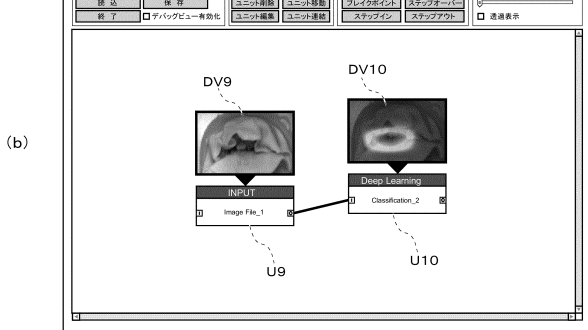 読 込 保 存 ユニット削除 ユニット移動 ブレイクポイント ステップオーバー
終 了 デバッグビュー有効化 ユニット編集 ユニット連結 ステップイン ステップアウト 透過表示
DV9 DV10
(b)
INPUT Deep Learning
I Image File_1 O I Classification_2 O
U9 U10